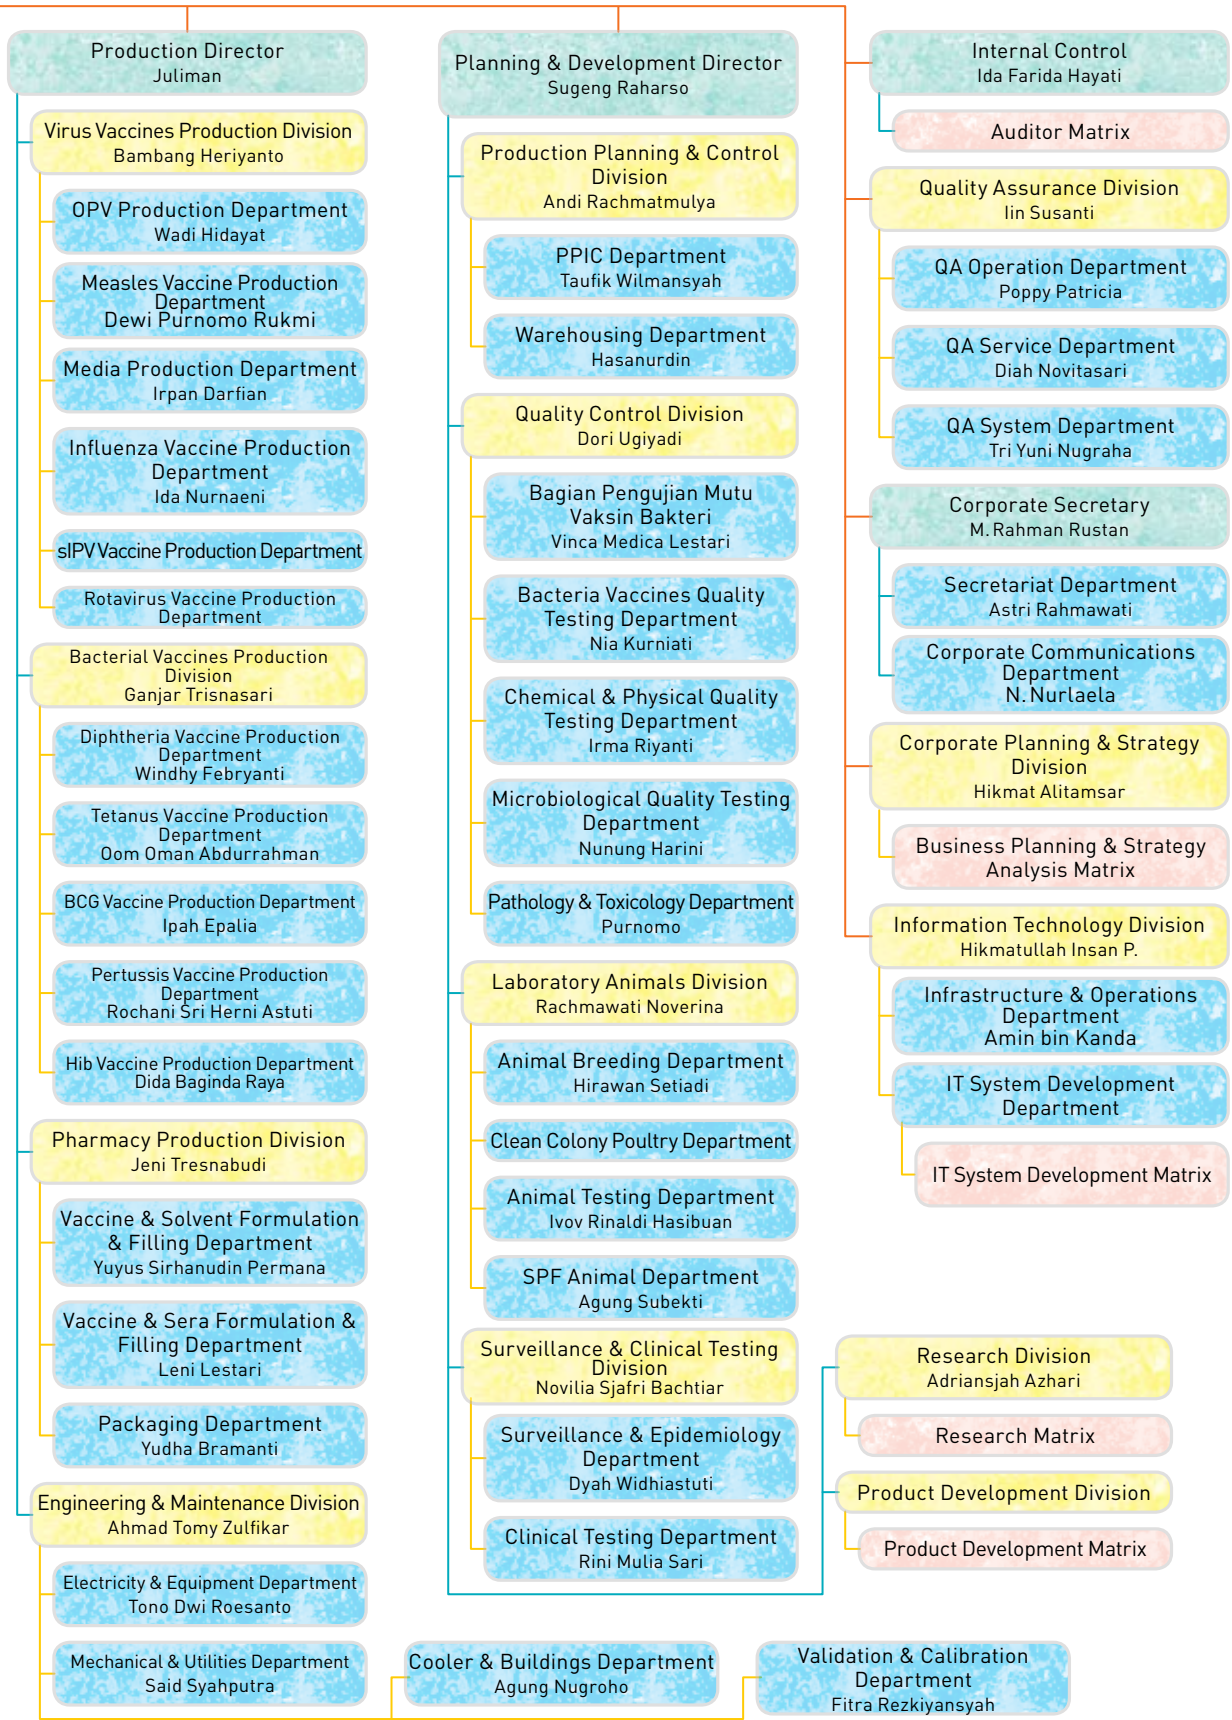 Production Director
Juliman
Virus Vaccines Production Division
Bambang Heriyanto
OPV Production Department
Wadi Hidayat
Measles Vaccine Production
Department
Dewi Purnomo Rukmi
Media Production Department
Irpan Darfian
Influenza Vaccine Production
Department
Ida Nurnaeni
sIPV Vaccine Production Department
Rotavirus Vaccine Production
Department
Bacterial Vaccines Production
Division
Ganjar Trisnasari
Diphtheria Vaccine Production
Department
Windhy Febryanti
Tetanus Vaccine Production
Department
Oom Oman Abdurrahman
BCG Vaccine Production Department
Ipah Epalia
Pertussis Vaccine Production
Department
Rochani Sri Herni Astuti
Hib Vaccine Production Department
Dida Baginda Raya
Pharmacy Production Division
Jeni Tresnabudi
Vaccine & Solvent Formulation
& Filling Department
Yuyus Sirhanudin Permana
Vaccine & Sera Formulation &
Filling Department
Leni Lestari
Packaging Department
Yudha Bramanti
Engineering & Maintenance Division
Ahmad Tomy Zulfikar
Electricity & Equipment Department
Tono Dwi Roesanto
Mechanical & Utilities Department
Said Syahputra
Cooler & Buildings Department
Agung Nugroho
Validation & Calibration
Department
Fitra Rezkiyansyah
Planning & Development Director
Sugeng Raharso
Production Planning & Control
Division
Andi Rachmatmulya
PPIC Department
Taufik Wilmansyah
Warehousing Department
Hasanurdin
Quality Control Division
Dori Ugiyadi
Bagian Pengujian Mutu
Vaksin Bakteri
Vinca Medica Lestari
Bacteria Vaccines Quality
Testing Department
Nia Kurniati
Chemical & Physical Quality
Testing Department
Irma Riyanti
Microbiological Quality Testing
Department
Nunung Harini
Pathology & Toxicology Department
Purnomo
Laboratory Animals Division
Rachmawati Noverina
Animal Breeding Department
Hirawan Setiadi
Clean Colony Poultry Department
Animal Testing Department
Ivov Rinaldi Hasibuan
SPF Animal Department
Agung Subekti
Surveillance & Clinical Testing
Division
Novilia Sjafri Bachtiar
Surveillance & Epidemiology
Department
Dyah Widhiastuti
Clinical Testing Department
Rini Mulia Sari
Research Division
Adriansjah Azhari
Research Matrix
Product Development Division
Product Development Matrix
Internal Control
Ida Farida Hayati
Auditor Matrix
Quality Assurance Division
Iin Susanti
QA Operation Department
Poppy Patricia
QA Service Department
Diah Novitasari
QA System Department
Tri Yuni Nugraha
Corporate Secretary
M. Rahman Rustan
Secretariat Department
Astri Rahmawati
Corporate Communications
Department
N. Nurlaela
Corporate Planning & Strategy
Division
Hikmat Alitamsar
Business Planning & Strategy
Analysis Matrix
Information Technology Division
Hikmatullah Insan P.
Infrastructure & Operations
Department
Amin bin Kanda
IT System Development
Department
IT System Development Matrix